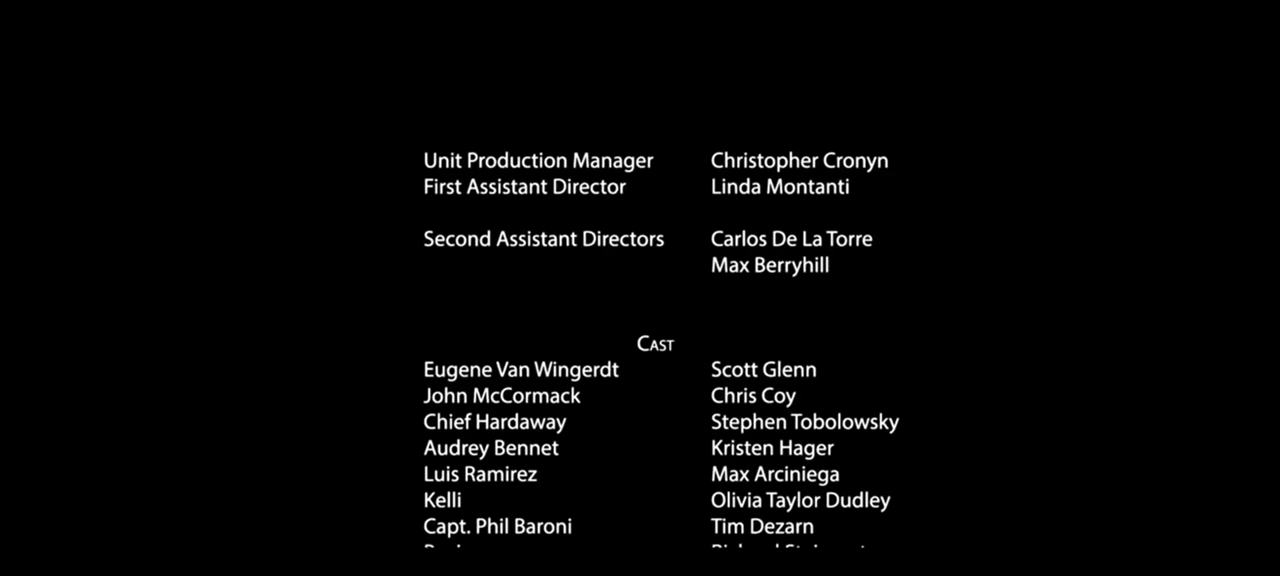 Unit Production Manager Christopher Cronyn
First Assistant Director Linda Montanti
Second Assistant Directors Carlos De La Torre
Max Berryhill
Cast
Eugene Van Wingerdt Scott Glenn
John McCormack Chris Coy
Chief Hardaway Stephen Tobolowsky
Audrey Bennet Kristen Hager
Luis Ramirez Max Arciniega
Kelli Olivia Taylor Dudley
Capt. Phil Baroni Tim Dezarn